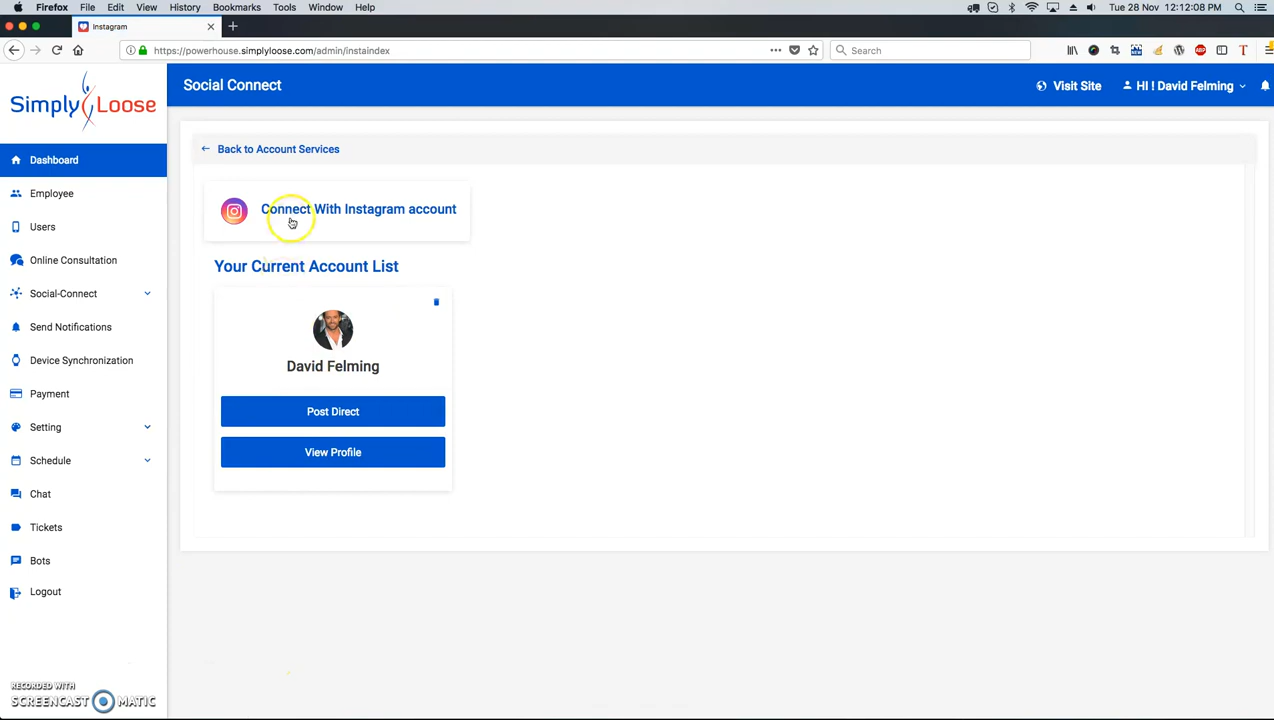 Firefox File Edit View History Bookmarks Tools Window Help Tue 28 Nov 12:12:08 PM
Instagram
https://powerhouse.simplyloose.com/admin/instaindex Search
Simply Loose
Social Connect
Visit Site
HI ! David Felming
Back to Account Services
Connect With Instagram account
Your Current Account List
David Felming
Post Direct
View Profile
Dashboard
Employee
Users
Online Consultation
Social-Connect
Send Notifications
Device Synchronization
Payment
Setting
Schedule
Chat
Tickets
Bots
Logout
RECORDED WITH
SCREENCAST MATIC